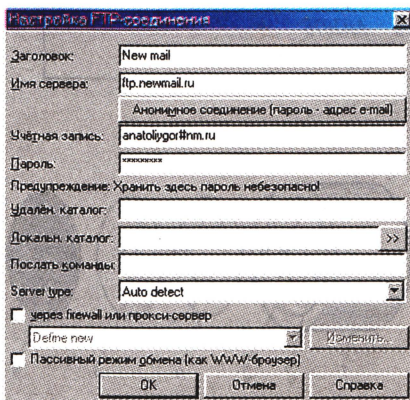 Настройка FTP-соединения
Заголовок: New mail
Имя сервера: ftp.newmail.ru
Анонимное соединение (пароль - адрес e-mail)
Учётная запись: anatoliygor#nm.ru
Пароль: *********
Предупреждение: Хранить здесь пароль небезопасно!
Удалён. каталог:
Локальн. каталог: >>
Послать команды:
Server type: Auto detect
через firewall или прокси-сервер
Define new Изменить...
Пассивный режим обмена (как WWW-броузер)
OK Отмена Справка